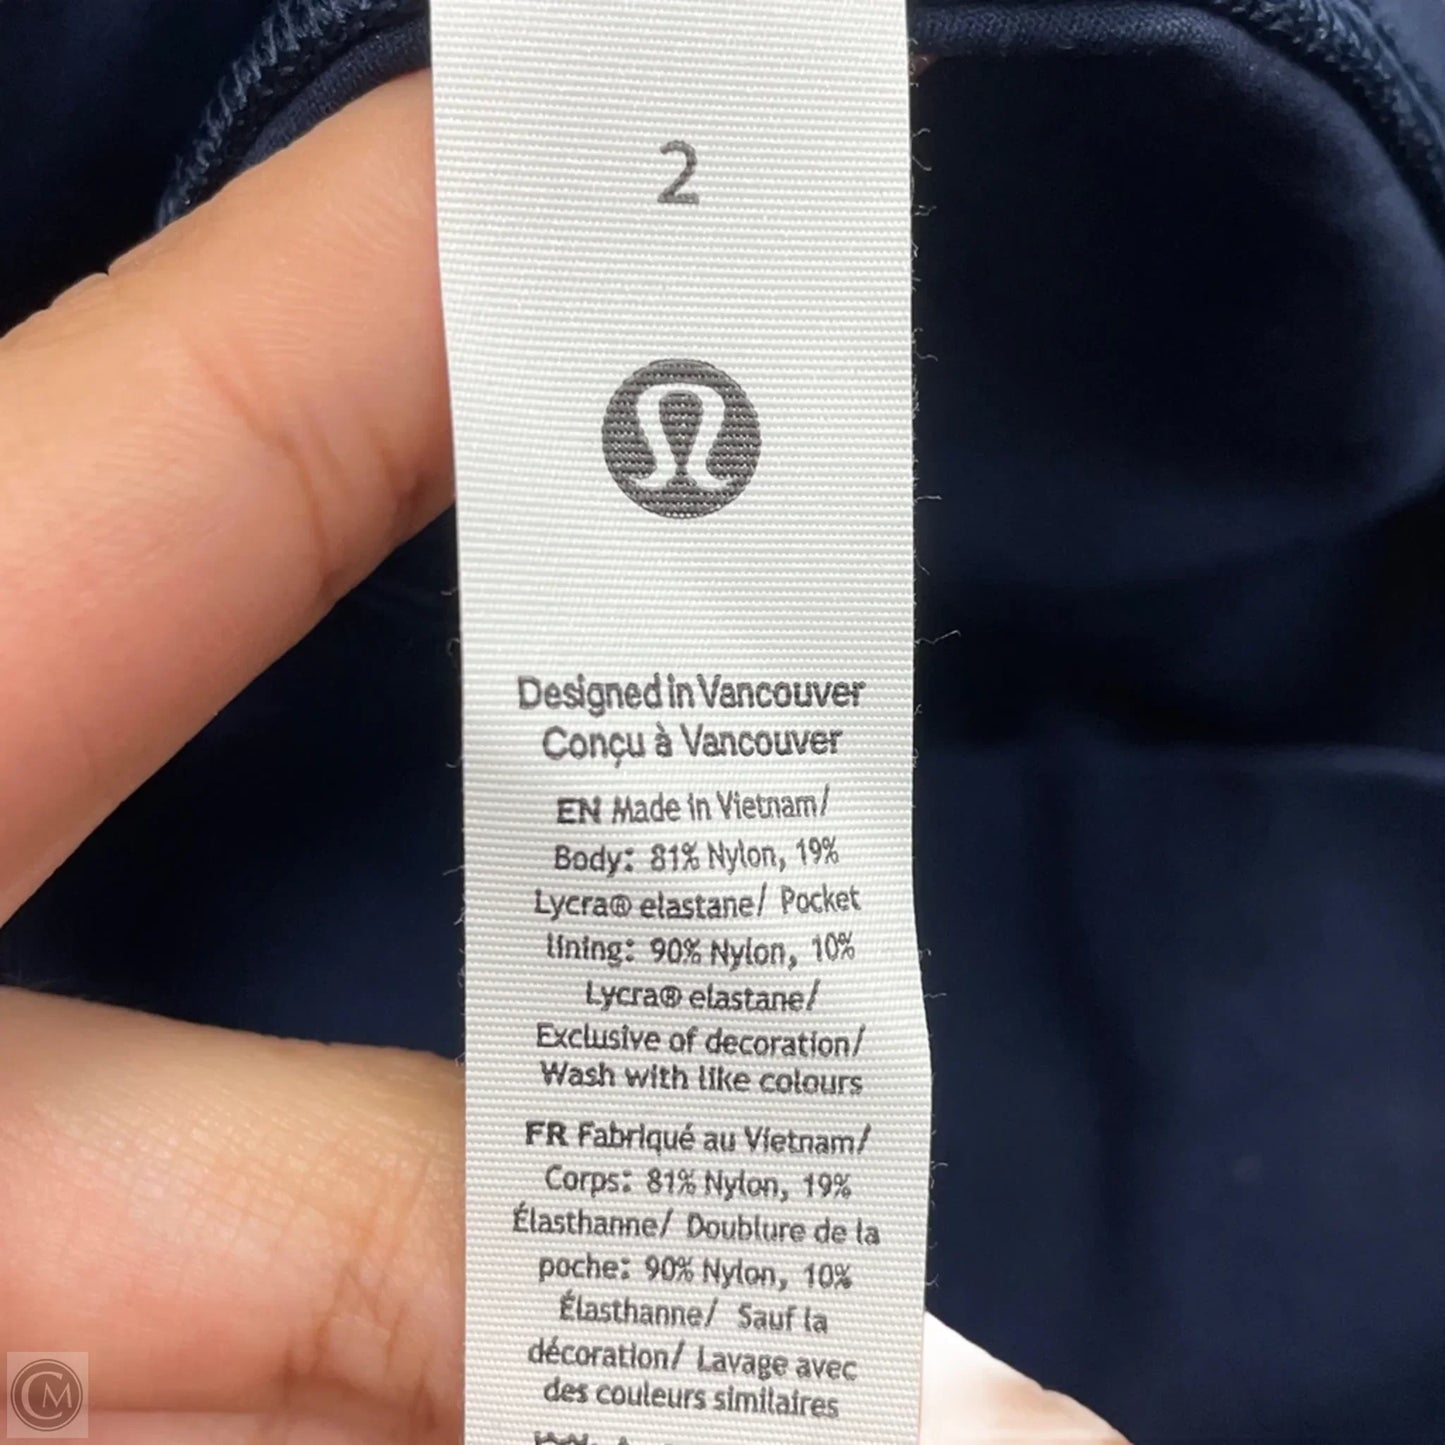 2
Designed in Vancouver
Conçu à Vancouver
EN Made in Vietnam/
Body: 81% Nylon, 19%
Lycra® elastane/ Pocket
lining: 90% Nylon, 10%
Lycra® elastane/
Exclusive of decoration/
Wash with like colours
FR Fabriqué au Vietnam/
Corps: 81% Nylon, 19%
Élasthanne/ Doublure de la
poche: 90% Nylon, 10%
Élasthanne/ Sauf la
décoration/ Lavage avec
des couleurs similaires
CM